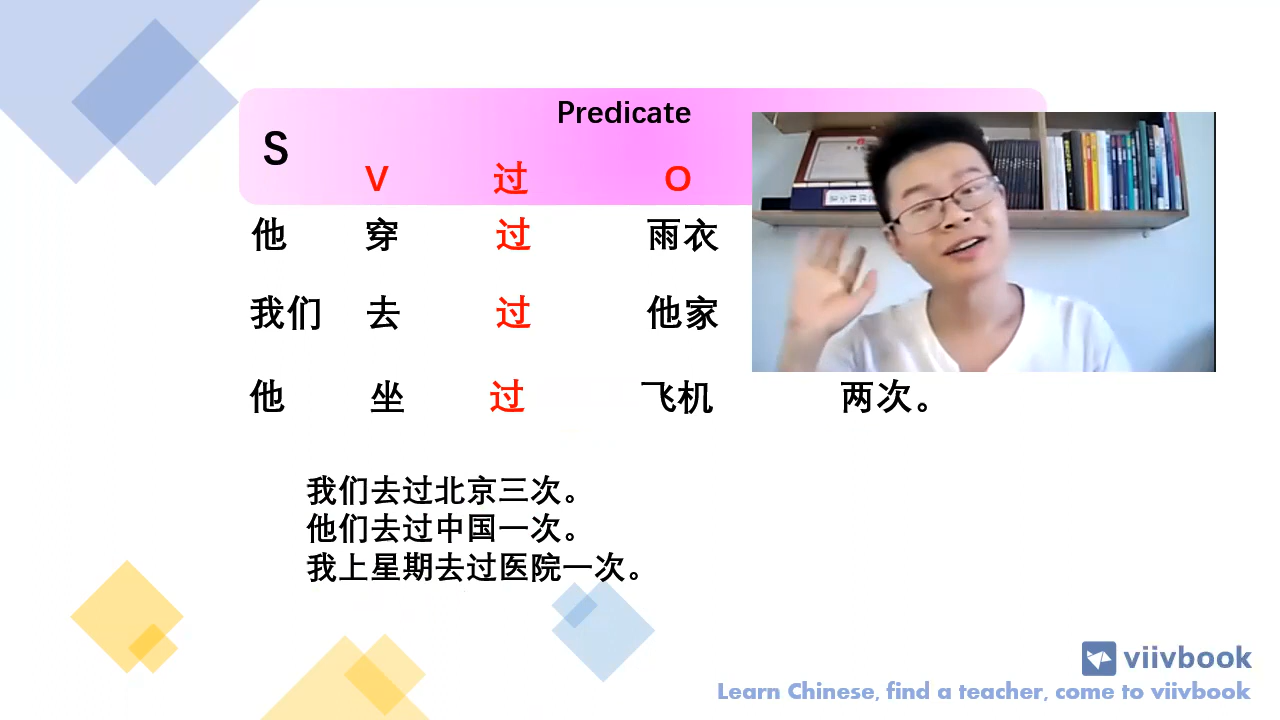 Predicate
S
V 过 O
他 穿 过 雨衣
我们 去 过 他家
他 坐 过 飞机 两次。
我们去过北京三次。
他们去过中国一次。
我上星期去过医院一次。
viivbook
Learn Chinese, find a teacher, come to viivbook